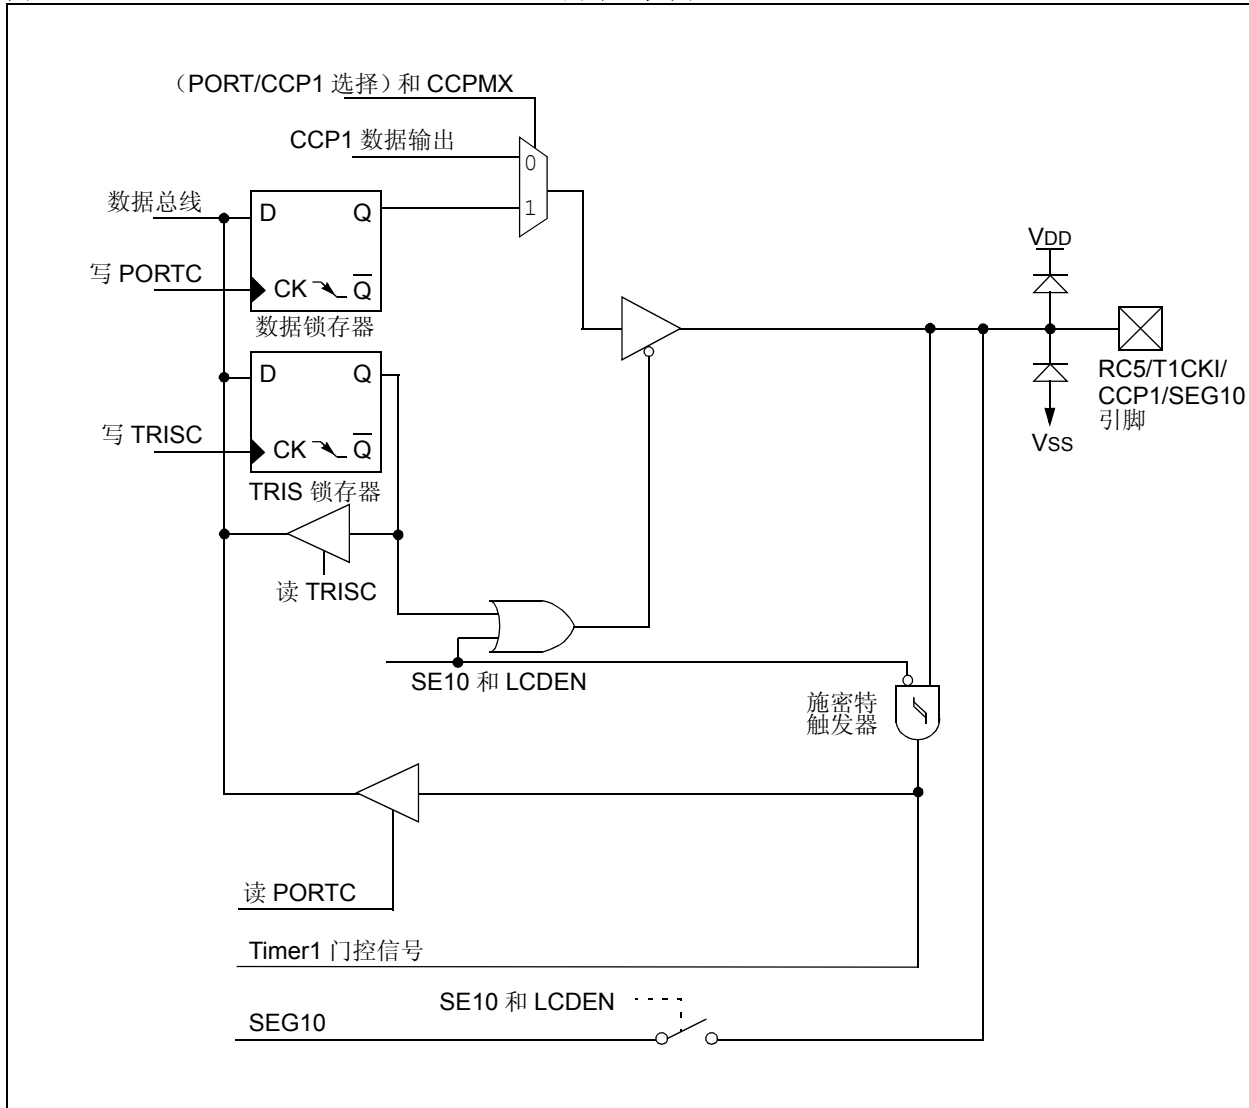 （PORT/CCP1 选择）和 CCPMX
CCP1 数据输出
0
1
数据总线
D Q
写 PORTC
CK Q
数据锁存器
D Q
写 TRISC
CK Q
TRIS 锁存器
读 TRISC
SE10 和 LCDEN
VDD
VSS
RC5/T1CKI/
CCP1/SEG10
引脚
施密特
触发器
读 PORTC
Timer1 门控信号
SE10 和 LCDEN
SEG10